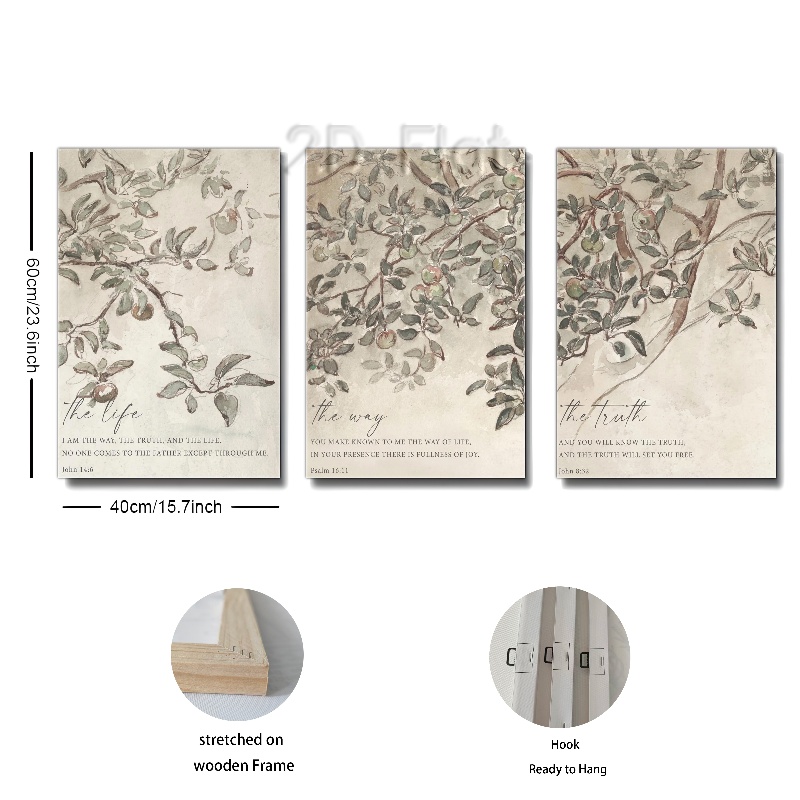 2D Flat
60cm/23.6inch
the life
I AM THE WAY, THE TRUTH, AND THE LIFE.
NO ONE COMES TO THE FATHER EXCEPT THROUGH ME.
John 14:6
the way
YOU MAKE KNOWN TO ME THE WAY OF LIFE,
IN YOUR PRESENCE THERE IS FULLNESS OF JOY.
Psalm 16:11
the truth
AND YOU WILL KNOW THE TRUTH,
AND THE TRUTH WILL SET YOU FREE.
John 8:32
40cm/15.7inch
stretched on
wooden Frame
Hook
Ready to Hang